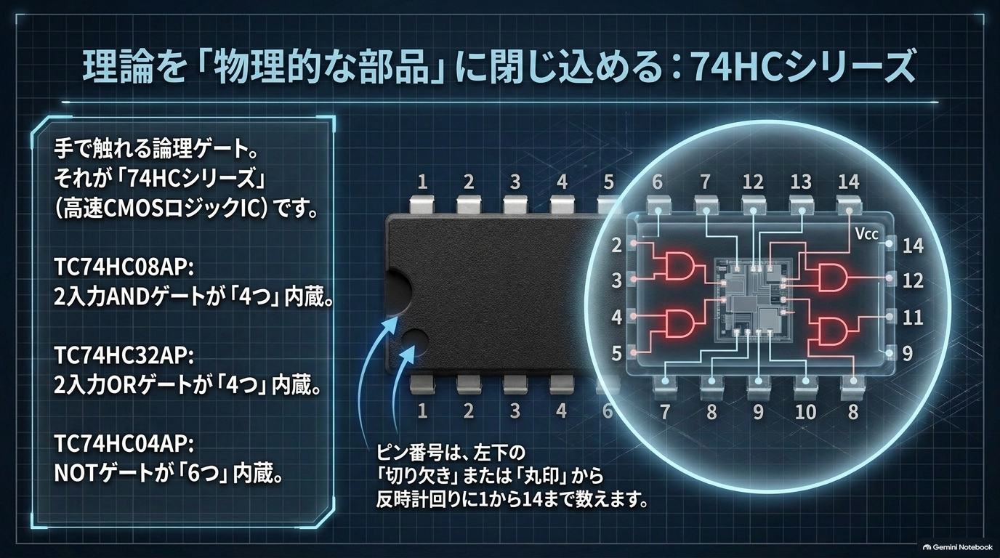 理論を「物理的な部品」に閉じ込める：74HCシリーズ
手で触れる論理ゲート。
それが「74HCシリーズ」
（高速CMOSロジックIC）です。
TC74HC08AP:
2入力ANDゲートが「4つ」内蔵。
TC74HC32AP:
2入力ORゲートが「4つ」内蔵。
TC74HC04AP:
NOTゲートが「6つ」内蔵。
1 2 3 4 5 6 7 12 13 14
Vcc
2 14
3 12
4 11
5 9
1 2 3 4 6 7 8 9 10 8
ピン番号は、左下の
「切り欠き」または「丸印」から
反時計回りに1から14まで数えます。
Gemini Notebook